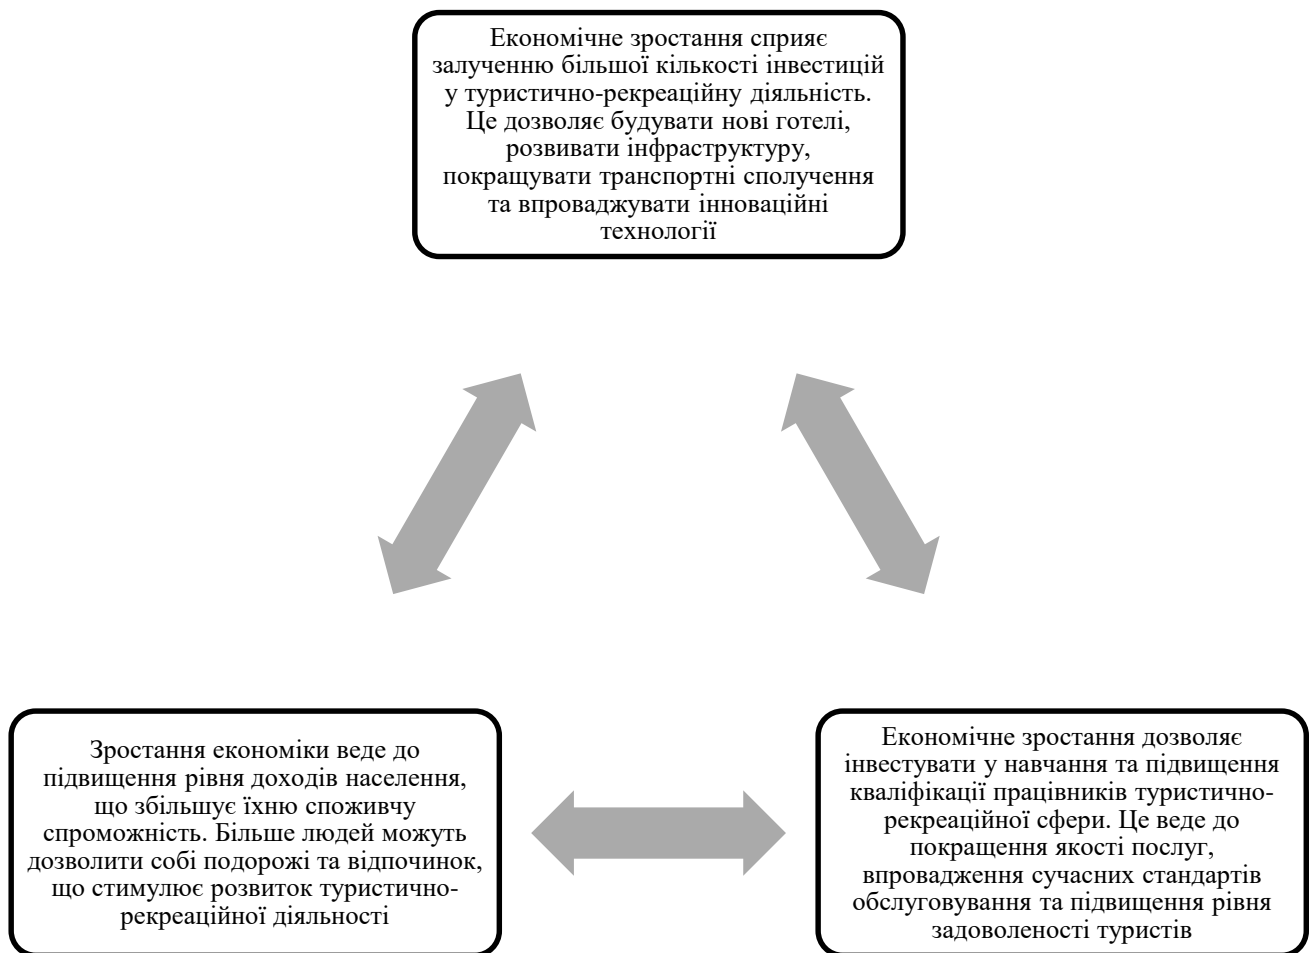 Економічне зростання сприяє
залученню більшої кількості інвестицій
у туристично-рекреаційну діяльність.
Це дозволяє будувати нові готелі,
розвивати інфраструктуру,
покращувати транспортні сполучення
та впроваджувати інноваційні
технології
Зростання економіки веде до
підвищення рівня доходів населення,
що збільшує їхню споживчу
спроможність. Більше людей можуть
дозволити собі подорожі та відпочинок,
що стимулює розвиток туристично-
рекреаційної діяльності
Економічне зростання дозволяє
інвестувати у навчання та підвищення
кваліфікації працівників туристично-
рекреаційної сфери. Це веде до
покращення якості послуг,
впровадження сучасних стандартів
обслуговування та підвищення рівня
задоволеності туристів